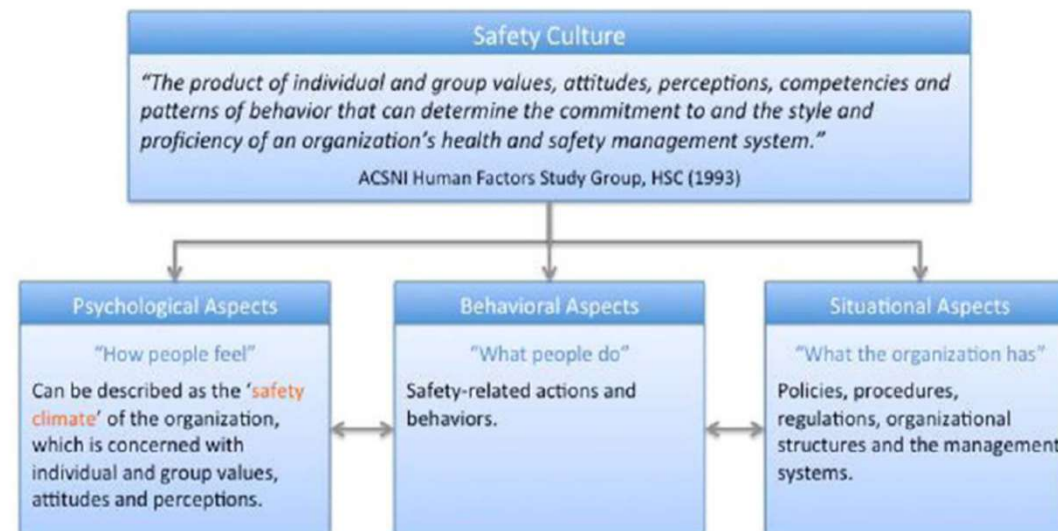 Safety Culture
“The product of individual and group values, attitudes, perceptions, competencies and
patterns of behavior that can determine the commitment to and the style and
proficiency of an organization’s health and safety management system.”
ACSNI Human Factors Study Group, HSC (1993)
Psychological Aspects
“How people feel”
Can be described as the ‘safety
climate’ of the organization,
which is concerned with
individual and group values,
attitudes and perceptions.
Behavioral Aspects
“What people do”
Safety-related actions and
behaviors.
Situational Aspects
“What the organization has”
Policies, procedures,
regulations, organizational
structures and the management
systems.